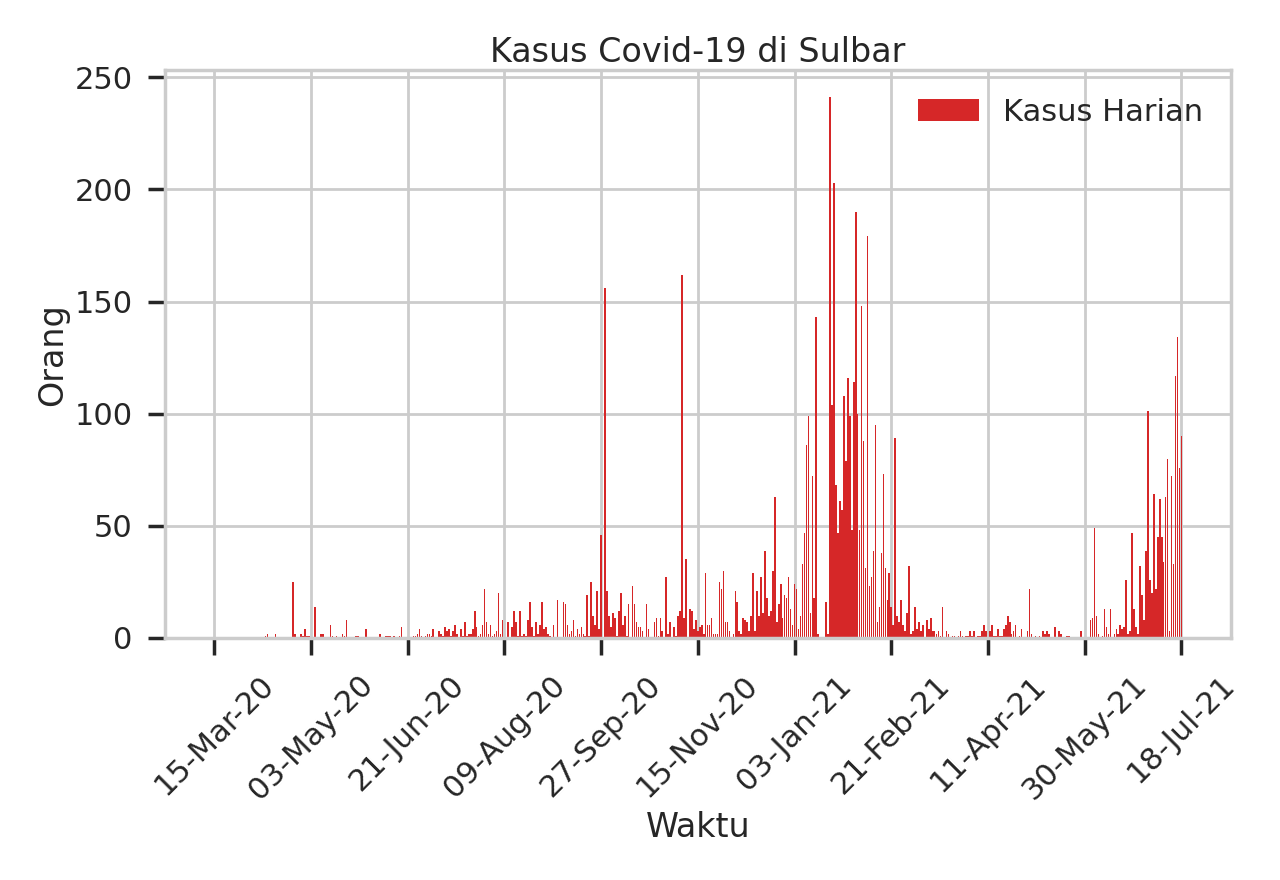 Kasus Covid-19 di Sulbar
Kasus Harian
250
200
150
100
50
0
Orang
15-Mar-20
03-May-20
21-Jun-20
09-Aug-20
27-Sep-20
15-Nov-20
03-Jan-21
21-Feb-21
11-Apr-21
30-May-21
18-Jul-21
Waktu